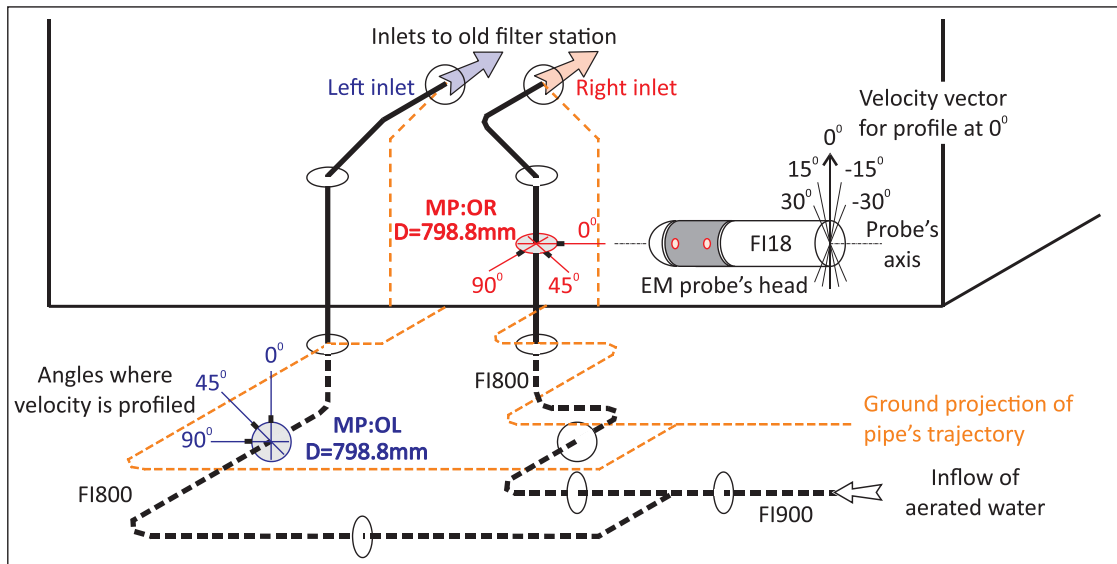 Inlets to old filter station
Left inlet
Right inlet
Velocity vector
for profile at 0⁰
0⁰
15⁰
-15⁰
30⁰
-30⁰
MP:OR
D=798.8mm
0⁰
90⁰
45⁰
FI18
Probe's
axis
EM probe's head
Angles where
velocity is profiled
0⁰
45⁰
90⁰
MP:OL
D=798.8mm
FI800
Ground projection of
pipe's trajectory
FI800
Inflow of
aerated water
FI900